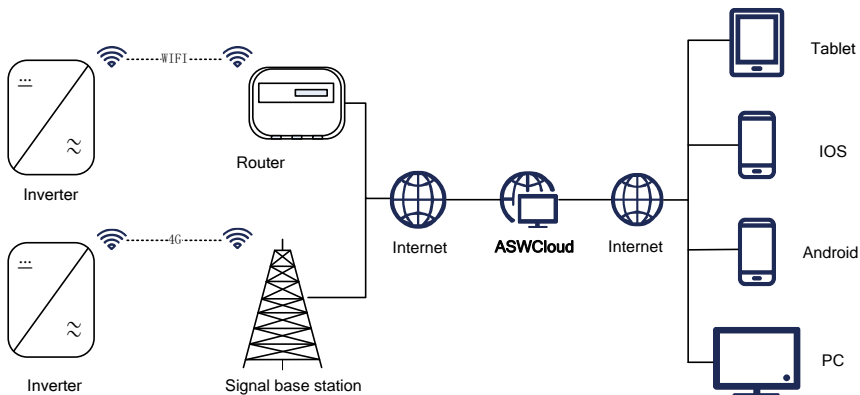 WIFI
Tablet
Router
IOS
Inverter
4G
Internet
ASWCloud
Internet
Android
Inverter
Signal base station
PC